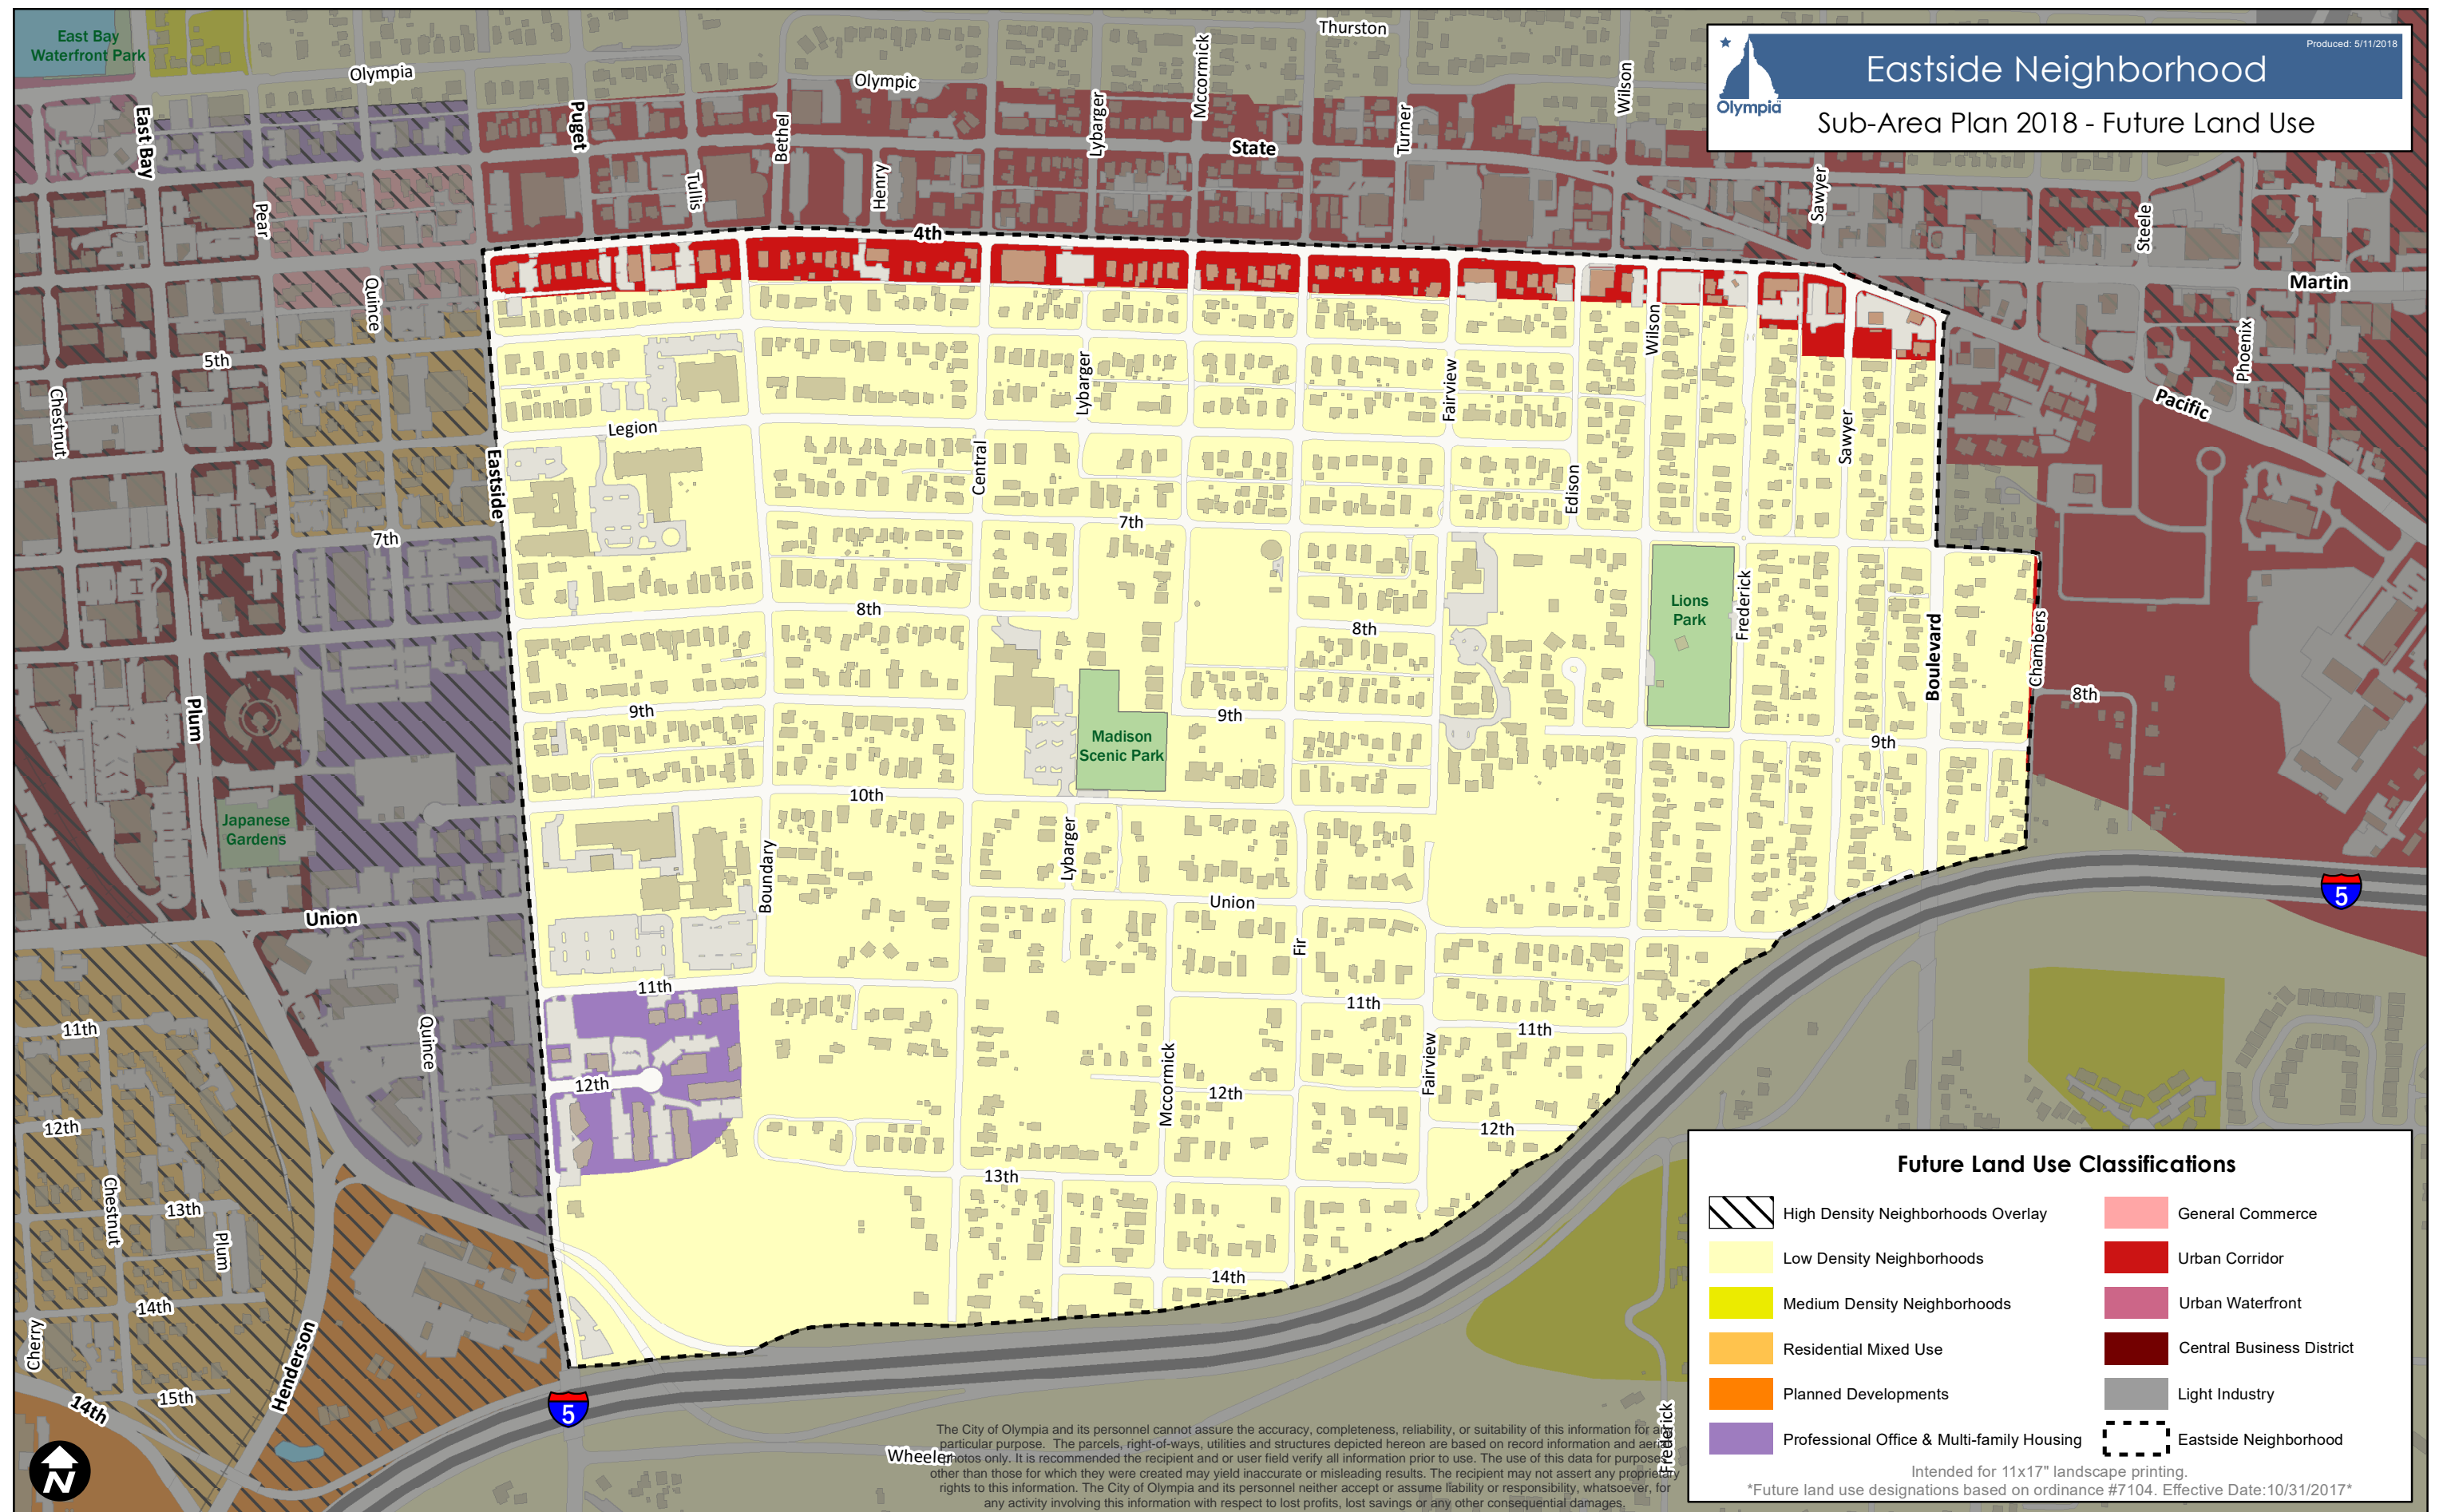 Produced: 5/11/2018
Eastside Neighborhood
Olympia
Sub-Area Plan 2018 - Future Land Use
East Bay
Waterfront Park
Olympia
Olympic
Thurston
Mccormick
Wilson
East Bay
Puget
Bethel
Lybarger
Turner
State
Tullis
Henry
Pear
Sawyer
Steele
4th
Martin
Quince
5th
Chestnut
Lybarger
Fairview
Wilson
Phoenix
Pacific
Legion
Eastside
Central
Edison
Sawyer
7th
7th
8th
8th
Lions
Park
Frederick
Boulevard
Chambers
8th
Plum
9th
9th
9th
Madison
Scenic Park
10th
Japanese
Gardens
Boundary
Lybarger
Union
Union
Fir
5
11th
11th
11th
11th
Quince
12th
12th
12th
12th
Mccormick
Fairview
Chestnut
13th
13th
Plum
14th
14th
Cherry
Henderson
15th
14th
5
Wheeler
Frederick
N
Future Land Use Classifications
High Density Neighborhoods Overlay
Low Density Neighborhoods
Medium Density Neighborhoods
Residential Mixed Use
Planned Developments
Professional Office & Multi-family Housing
General Commerce
Urban Corridor
Urban Waterfront
Central Business District
Light Industry
Eastside Neighborhood
Intended for 11x17" landscape printing.
*Future land use designations based on ordinance #7104. Effective Date:10/31/2017*
The City of Olympia and its personnel cannot assure the accuracy, completeness, reliability, or suitability of this information for any
particular purpose. The parcels, right-of-ways, utilities and structures depicted hereon are based on record information and aerial
photos only. It is recommended the recipient and or user field verify all information prior to use. The use of this data for purposes
other than those for which they were created may yield inaccurate or misleading results. The recipient may not assert any proprietary
rights to this information. The City of Olympia and its personnel neither accept or assume liability or responsibility, whatsoever, for
any activity involving this information with respect to lost profits, lost savings or any other consequential damages.